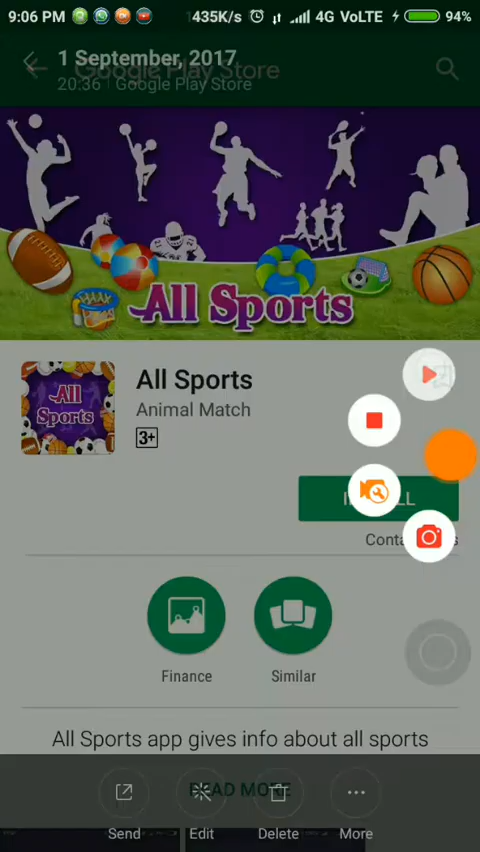 9:06 PM 435K/s 4G VoLTE 94%
1 September, 2017
Google Play Store
20:36 | Google Play Store
All Sports
All
Sports
All Sports
Animal Match
3+
Finance
Similar
All Sports app gives info about all sports
READ MORE
Send
Edit
Delete
More